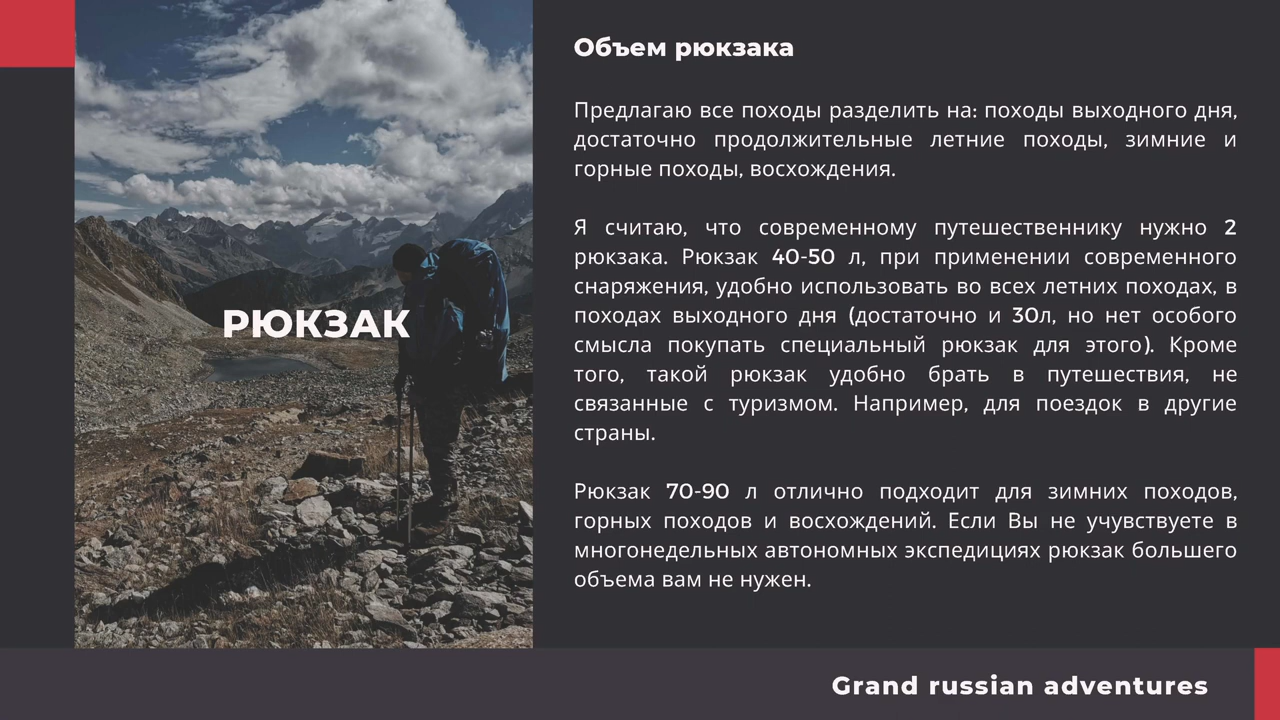 РЮКЗАК
Объем рюкзака
Предлагаю все походы разделить на: походы выходного дня,
достаточно продолжительные летние походы, зимние и
горные походы, восхождения.
Я считаю, что современному путешественнику нужно 2
рюкзака. Рюкзак 40-50 л, при применении современного
снаряжения, удобно использовать во всех летних походах, в
походах выходного дня (достаточно и 30л, но нет особого
смысла покупать специальный рюкзак для этого). Кроме
того, такой рюкзак удобно брать в путешествия, не
связанные с туризмом. Например, для поездок в другие
страны.
Рюкзак 70-90 л отлично подходит для зимних походов,
горных походов и восхождений. Если Вы не учувствуете в
многонедельных автономных экспедициях рюкзак большего
объема вам не нужен.
Grand russian adventures